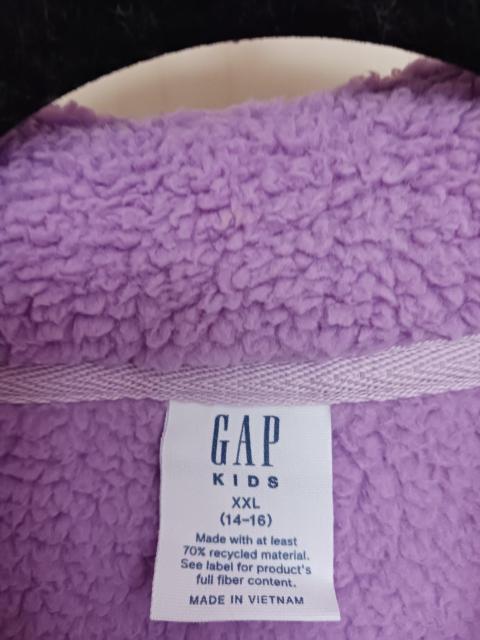 GAP
KIDS
XXL
(14-16)
Made with at least
70% recycled material.
See label for product's
full fiber content.
MADE IN VIETNAM